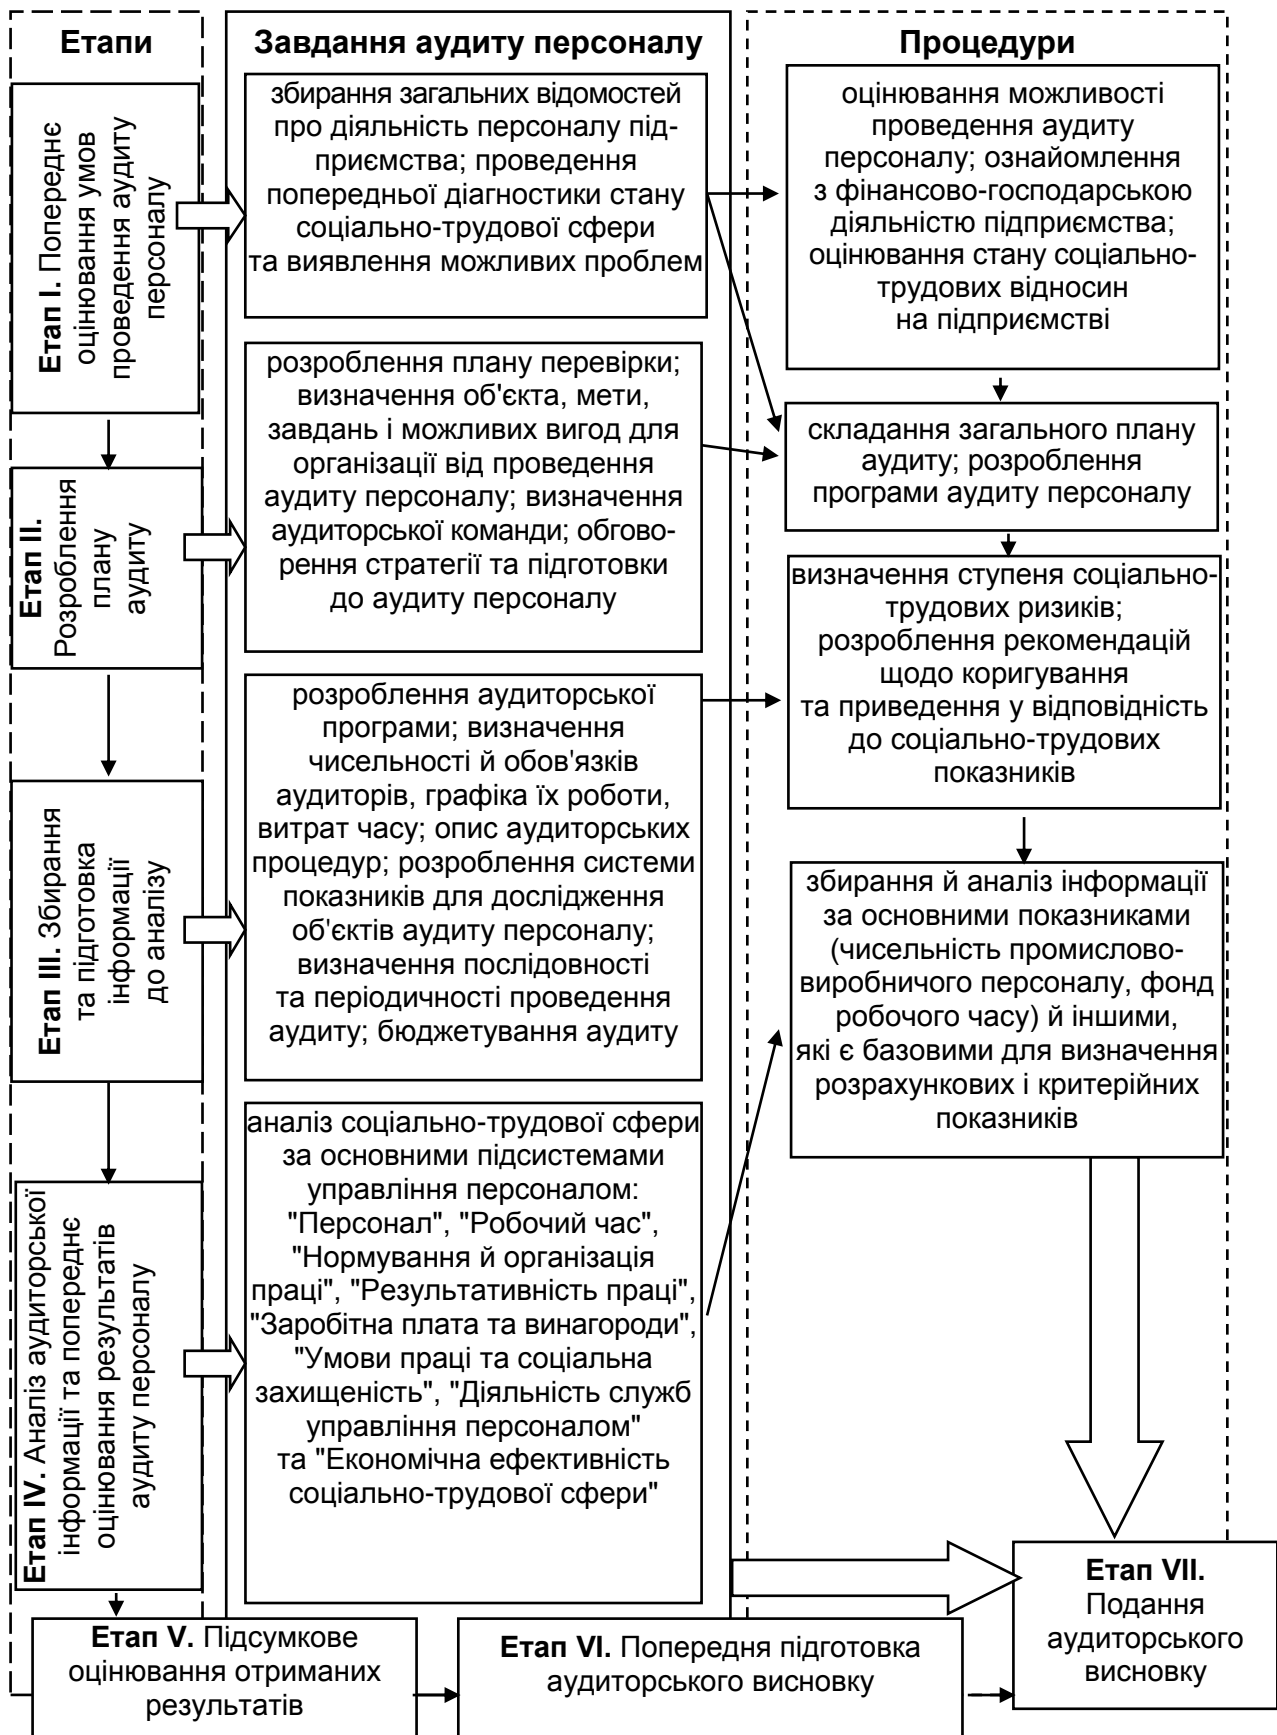 Етапи
Завдання аудиту персоналу
Процедури
Етап I. Попереднє
оцінювання умов
проведення аудиту
персоналу
збирання загальних відомостей
про діяльність персоналу під-
приємства; проведення
попередньої діагностики стану
соціально-трудової сфери
та виявлення можливих проблем
оцінювання можливості
проведення аудиту
персоналу; ознайомлення
з фінансово-господарською
діяльністю підприємства;
оцінювання стану соціально-
трудових відносин
на підприємстві
Етап II.
Розроблення
плану
аудиту
розроблення плану перевірки;
визначення об'єкта, мети,
завдань і можливих вигод для
організації від проведення
аудиту персоналу; визначення
аудиторської команди; обгово-
рення стратегії та підготовки
до аудиту персоналу
складання загального плану
аудиту; розроблення
програми аудиту персоналу
визначення ступеня соціально-
трудових ризиків;
розроблення рекомендацій
щодо коригування
та приведення у відповідність
до соціально-трудових
показників
Етап III. Збирання
та підготовка
інформації
до аналізу
розроблення аудиторської
програми; визначення
чисельності й обов'язків
аудиторів, графіка їх роботи,
витрат часу; опис аудиторських
процедур; розроблення системи
показників для дослідження
об'єктів аудиту персоналу;
визначення послідовності
та періодичності проведення
аудиту; бюджетування аудиту
збирання й аналіз інформації
за основними показниками
(чисельність промислово-
виробничого персоналу, фонд
робочого часу) й іншими,
які є базовими для визначення
розрахункових і критерійних
показників
Етап IV. Аналіз аудиторської
інформації та попереднє
оцінювання результатів
аудиту персоналу
аналіз соціально-трудової сфери
за основними підсистемами
управління персоналом:
"Персонал", "Робочий час",
"Нормування й організація
праці", "Результативність праці",
"Заробітна плата та винагороди",
"Умови праці та соціальна
захищеність", "Діяльність служб
управління персоналом"
та "Економічна ефективність
соціально-трудової сфери"
Етап V. Підсумкове
оцінювання отриманих
результатів
Етап VI. Попередня підготовка
аудиторського висновку
Етап VII.
Подання
аудиторського
висновку